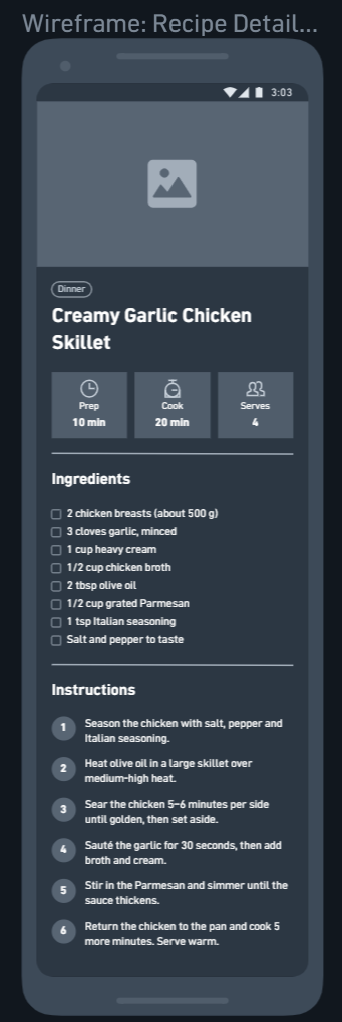 Wireframe: Recipe Detail...
3:03
Dinner
Creamy Garlic Chicken
Skillet
Prep
10 min
Cook
20 min
Serves
4
Ingredients
2 chicken breasts (about 500 g)
3 cloves garlic, minced
1 cup heavy cream
1/2 cup chicken broth
2 tbsp olive oil
1/2 cup grated Parmesan
1 tsp Italian seasoning
Salt and pepper to taste
Instructions
1 Season the chicken with salt, pepper and
Italian seasoning.
2 Heat olive oil in a large skillet over
medium-high heat.
3 Sear the chicken 5–6 minutes per side
until golden, then set aside.
4 Sauté the garlic for 30 seconds, then add
broth and cream.
5 Stir in the Parmesan and simmer until the
sauce thickens.
6 Return the chicken to the pan and cook 5
more minutes. Serve warm.